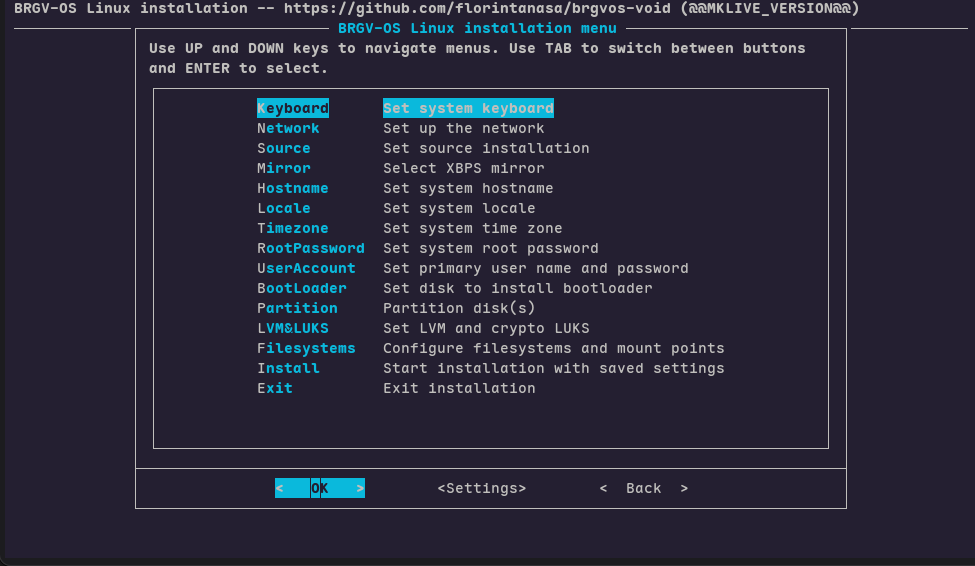 BRGV-OS Linux installation -- https://github.com/florintanasa/brgvos-void (@@MKLIVE_VERSION@@)
BRGV-OS Linux installation menu
Use UP and DOWN keys to navigate menus. Use TAB to switch between buttons
and ENTER to select.
Keyboard Set system keyboard
Network Set up the network
Source Set source installation
Mirror Select XBPS mirror
Hostname Set system hostname
Locale Set system locale
Timezone Set system time zone
RootPassword Set system root password
UserAccount Set primary user name and password
BootLoader Set disk to install bootloader
Partition Partition disk(s)
LVM&LUKS Set LVM and crypto LUKS
Filesystems Configure filesystems and mount points
Install Start installation with saved settings
Exit Exit installation
< OK > <Settings> < Back >